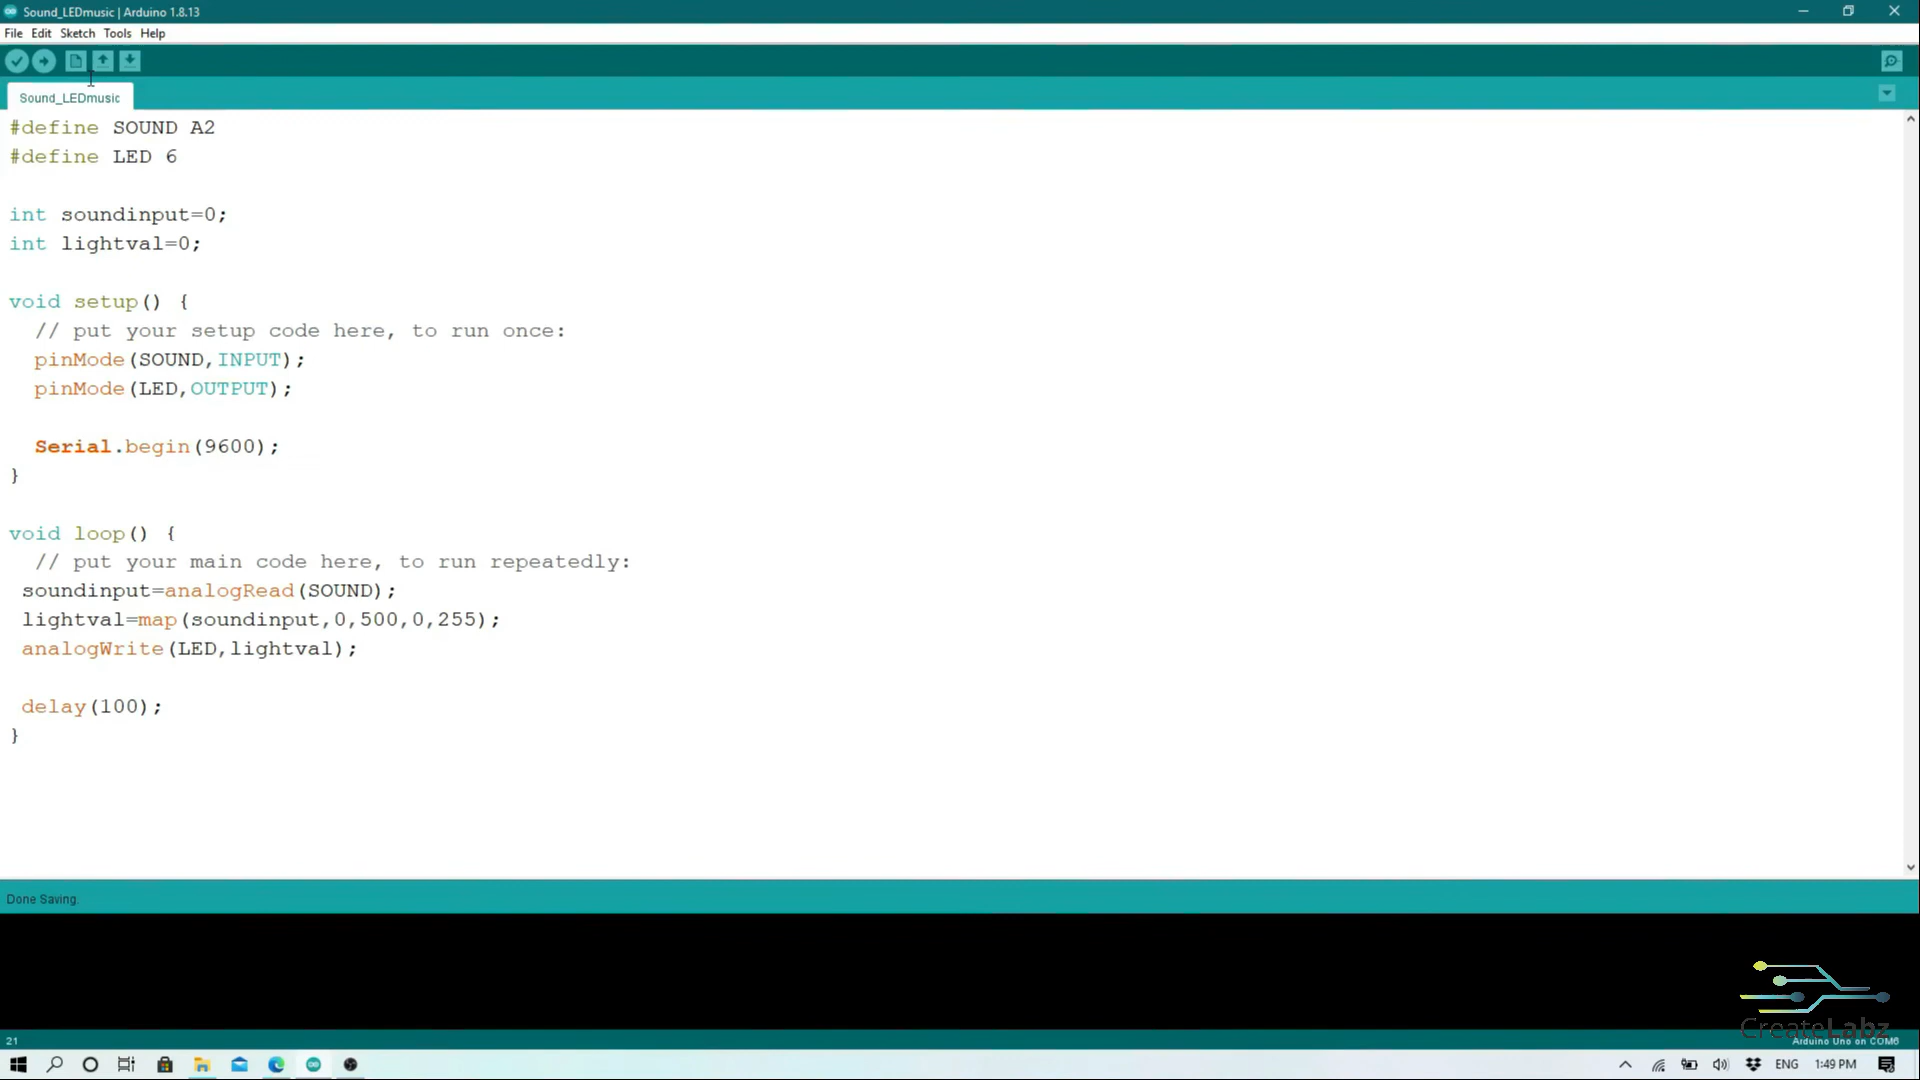 Sound_LEDmusic | Arduino 1.8.13
File Edit Sketch Tools Help
Sound_LEDmusic
#define SOUND A2
#define LED 6
int soundinput=0;
int lightval=0;
void setup() {
// put your setup code here, to run once:
pinMode(SOUND,INPUT);
pinMode(LED,OUTPUT);
Serial.begin(9600);
}
void loop() {
// put your main code here, to run repeatedly:
soundinput=analogRead(SOUND);
lightval=map(soundinput,0,500,0,255);
analogWrite(LED,lightval);
delay(100);
}
Done Saving.
CreateLabz
21
Arduino Uno on COM6
ENG 1:49 PM